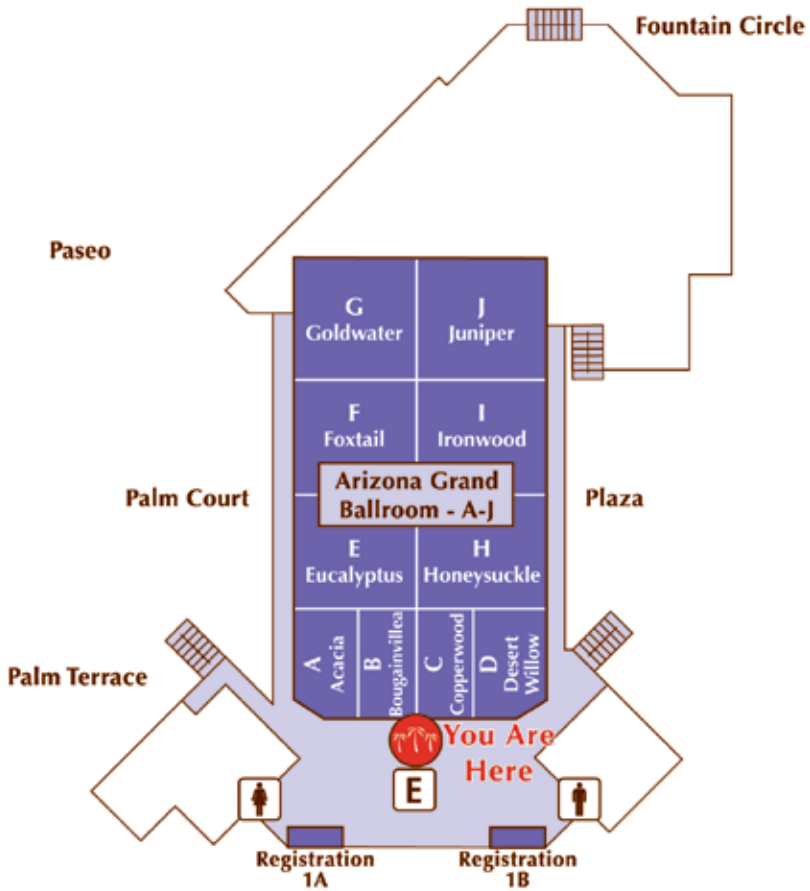 Fountain Circle
Paseo
G
Goldwater
J
Juniper
F
Foxtail
I
Ironwood
Arizona Grand
Ballroom - A-J
Palm Court
Plaza
E
Eucalyptus
H
Honeysuckle
A
Acacia
B
Bougainvillea
C
Copperwood
D
Desert
Willow
Palm Terrace
You Are
Here
E
Registration
1A
Registration
1B